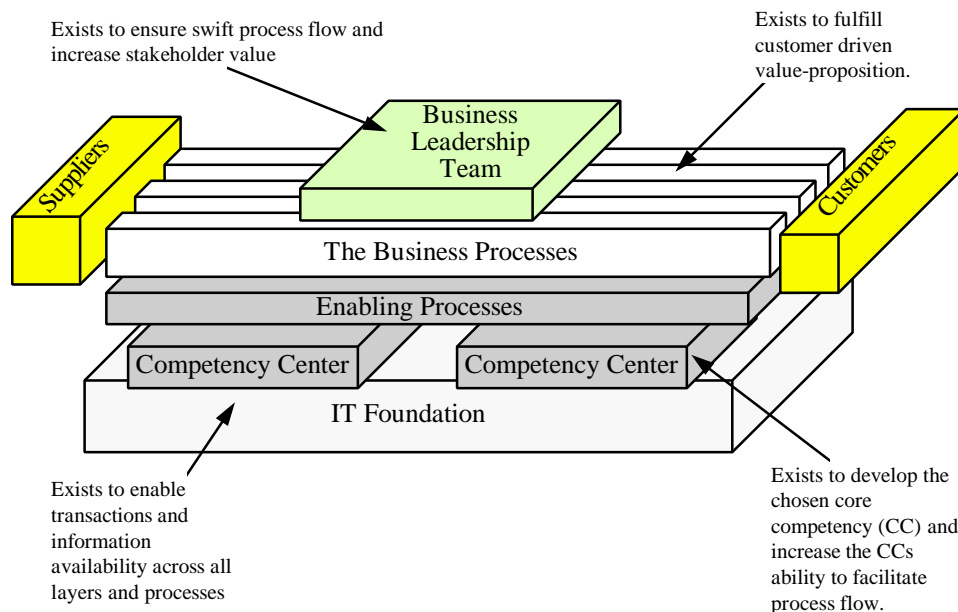 Exists to ensure swift process flow and
increase stakeholder value
Exists to fulfill
customer driven
value-proposition.
Business
Leadership
Team
Suppliers
Customers
The Business Processes
Enabling Processes
Competency Center
Competency Center
IT Foundation
Exists to enable
transactions and
information
availability across all
layers and processes
Exists to develop the
chosen core
competency (CC) and
increase the CCs
ability to facilitate
process flow.